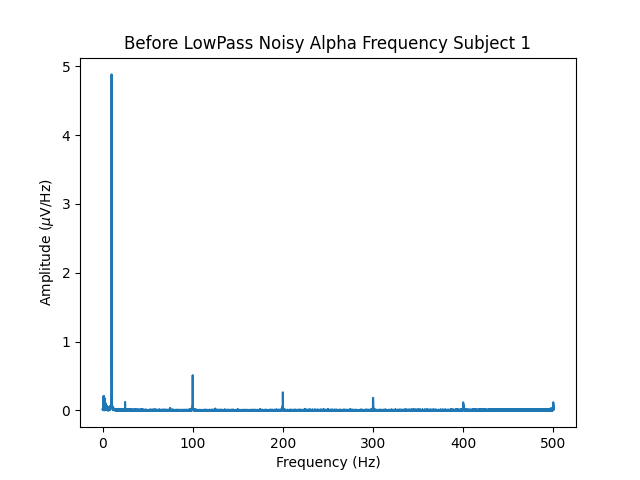 Before LowPass Noisy Alpha Frequency Subject 1
Amplitude (μV/Hz)
5
4
3
2
1
0
0 100 200 300 400 500
Frequency (Hz)